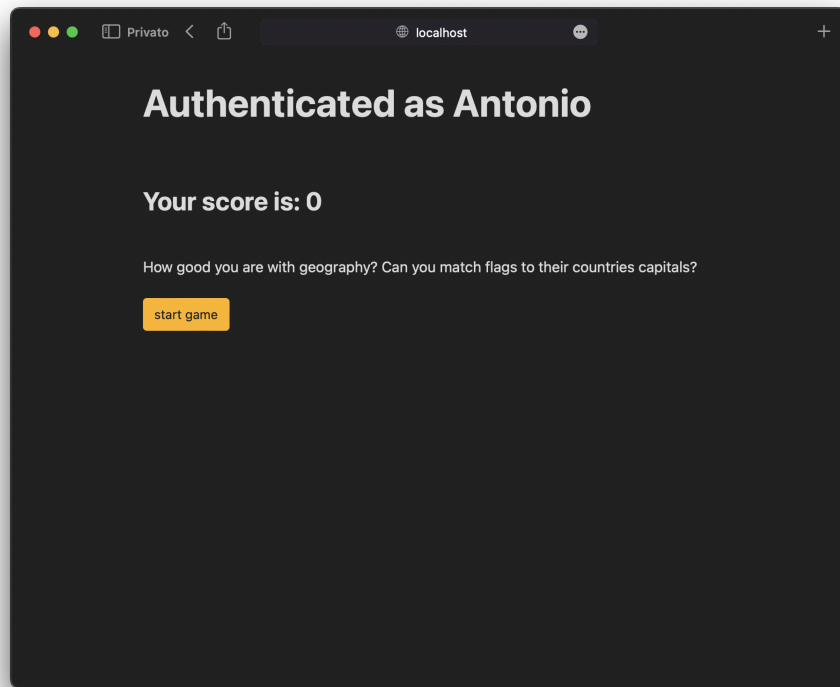 Privato
localhost
Authenticated as Antonio
Your score is: 0
How good you are with geography? Can you match flags to their countries capitals?
start game